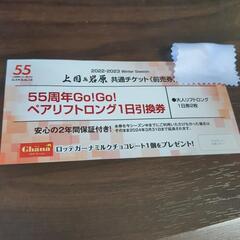 55
2022-2023 Winter Season
上国&岩原 共通チケット(前売券)
55周年Go!Go!
ペアリフトロング1日引換券
●大人リフトロング
1日券2枚
安心の2年間保証付き!
Ghana
ロッテガーナミルクチョコレート1個をプレゼント!